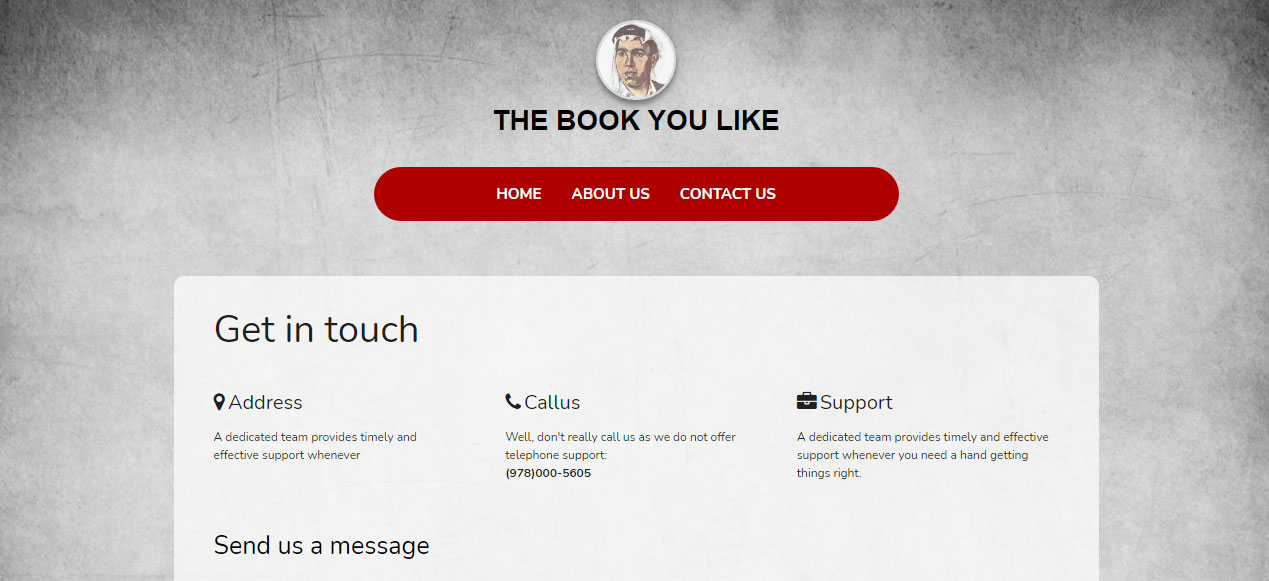 THE BOOK YOU LIKE
HOME ABOUT US CONTACT US
Get in touch
Address
A dedicated team provides timely and
effective support whenever
Callus
Well, don't really call us as we do not offer
telephone support:
(978)000-5605
Support
A dedicated team provides timely and effective
support whenever you need a hand getting
things right.
Send us a message